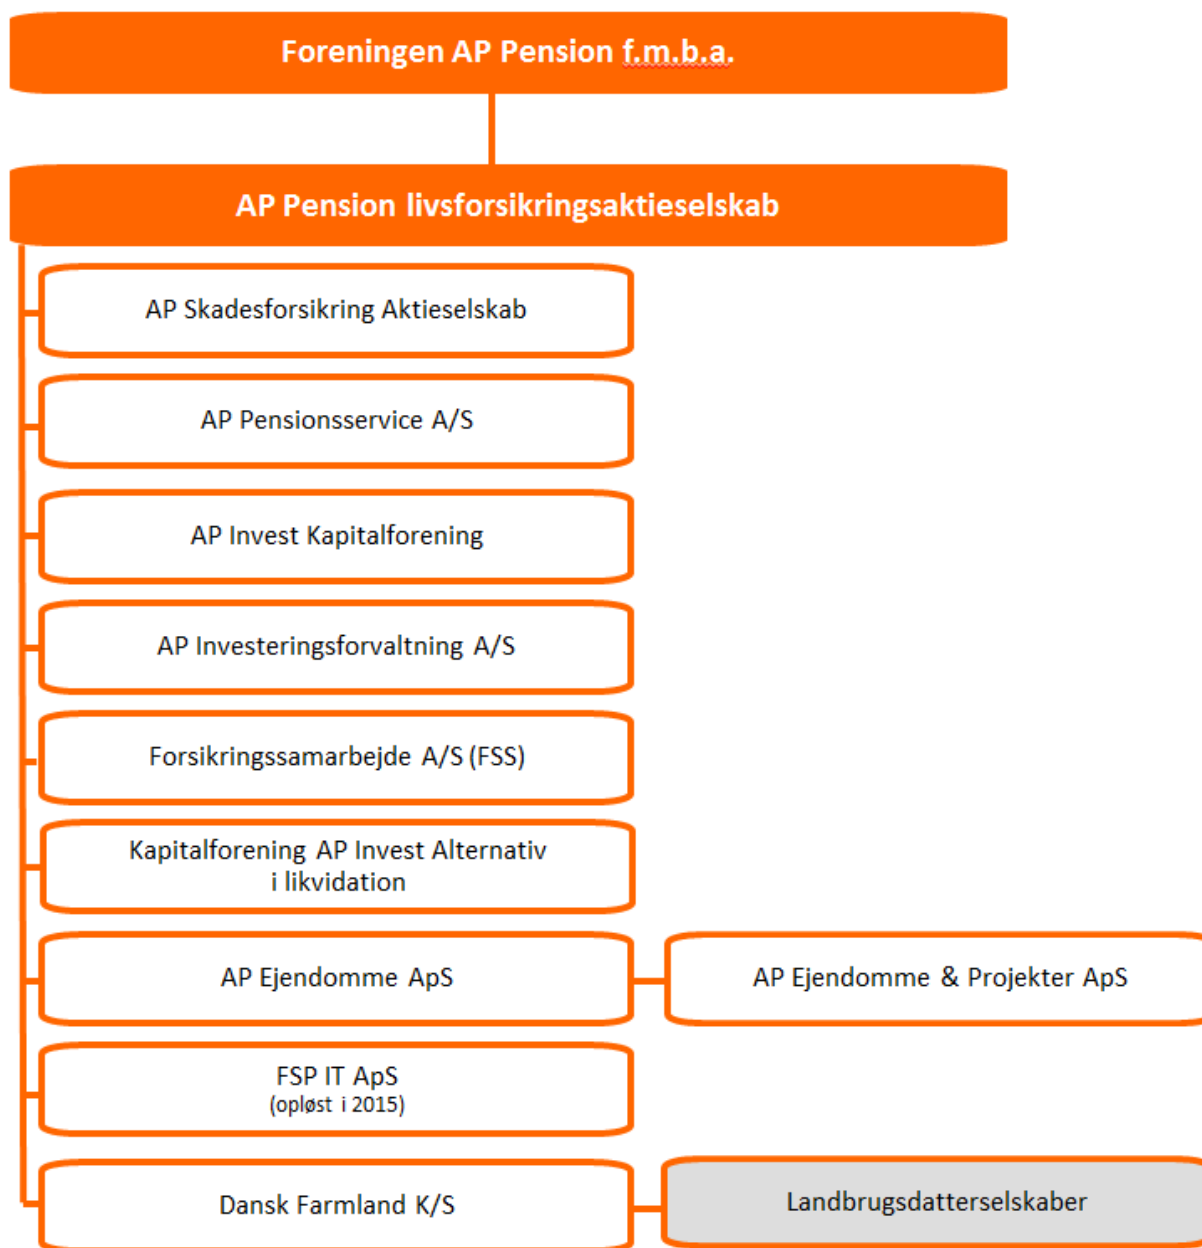 Foreningen AP Pension f.m.b.a.
AP Pension livsforsikringsaktieselskab
AP Skadesforsikring Aktieselskab
AP Pensionsservice A/S
AP Invest Kapitalforening
AP Investeringsforvaltning A/S
Forsikringssamarbejde A/S (FSS)
Kapitalforening AP Invest Alternativ
i likvidation
AP Ejendomme ApS
AP Ejendomme & Projekter ApS
FSP IT ApS
(opløst i 2015)
Dansk Farmland K/S
Landbrugsdatterselskaber